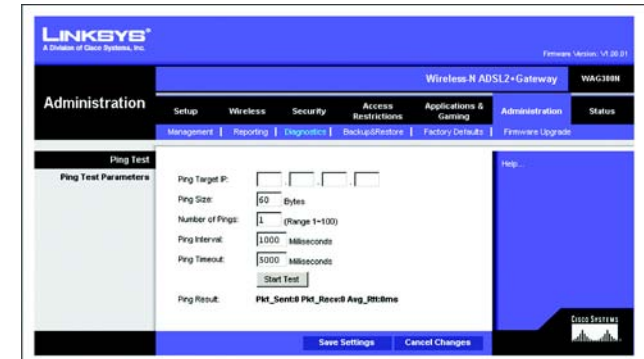 LINKSYS®
A Division of Cisco Systems, Inc.
Firmware Version: V1.00.01
Wireless-N ADSL2+Gateway WAG300N
Administration
Setup Wireless Security Access Restrictions Applications & Gaming Administration Status
Management | Reporting | Diagnostics | Backup&Restore | Factory Defaults | Firmware Upgrade
Ping Test
Help...
Ping Test Parameters
Ping Target IP: . . .
Ping Size: 60 Bytes
Number of Pings: 1 (Range 1~100)
Ping Interval: 1000 Miliseconds
Ping Timeout: 5000 Miliseconds
Start Test
Ping Result: Pkt_Sent:0 Pkt_Recv:0 Avg_Rtt:0ms
Save Settings Cancel Changes
CISCO SYSTEMS